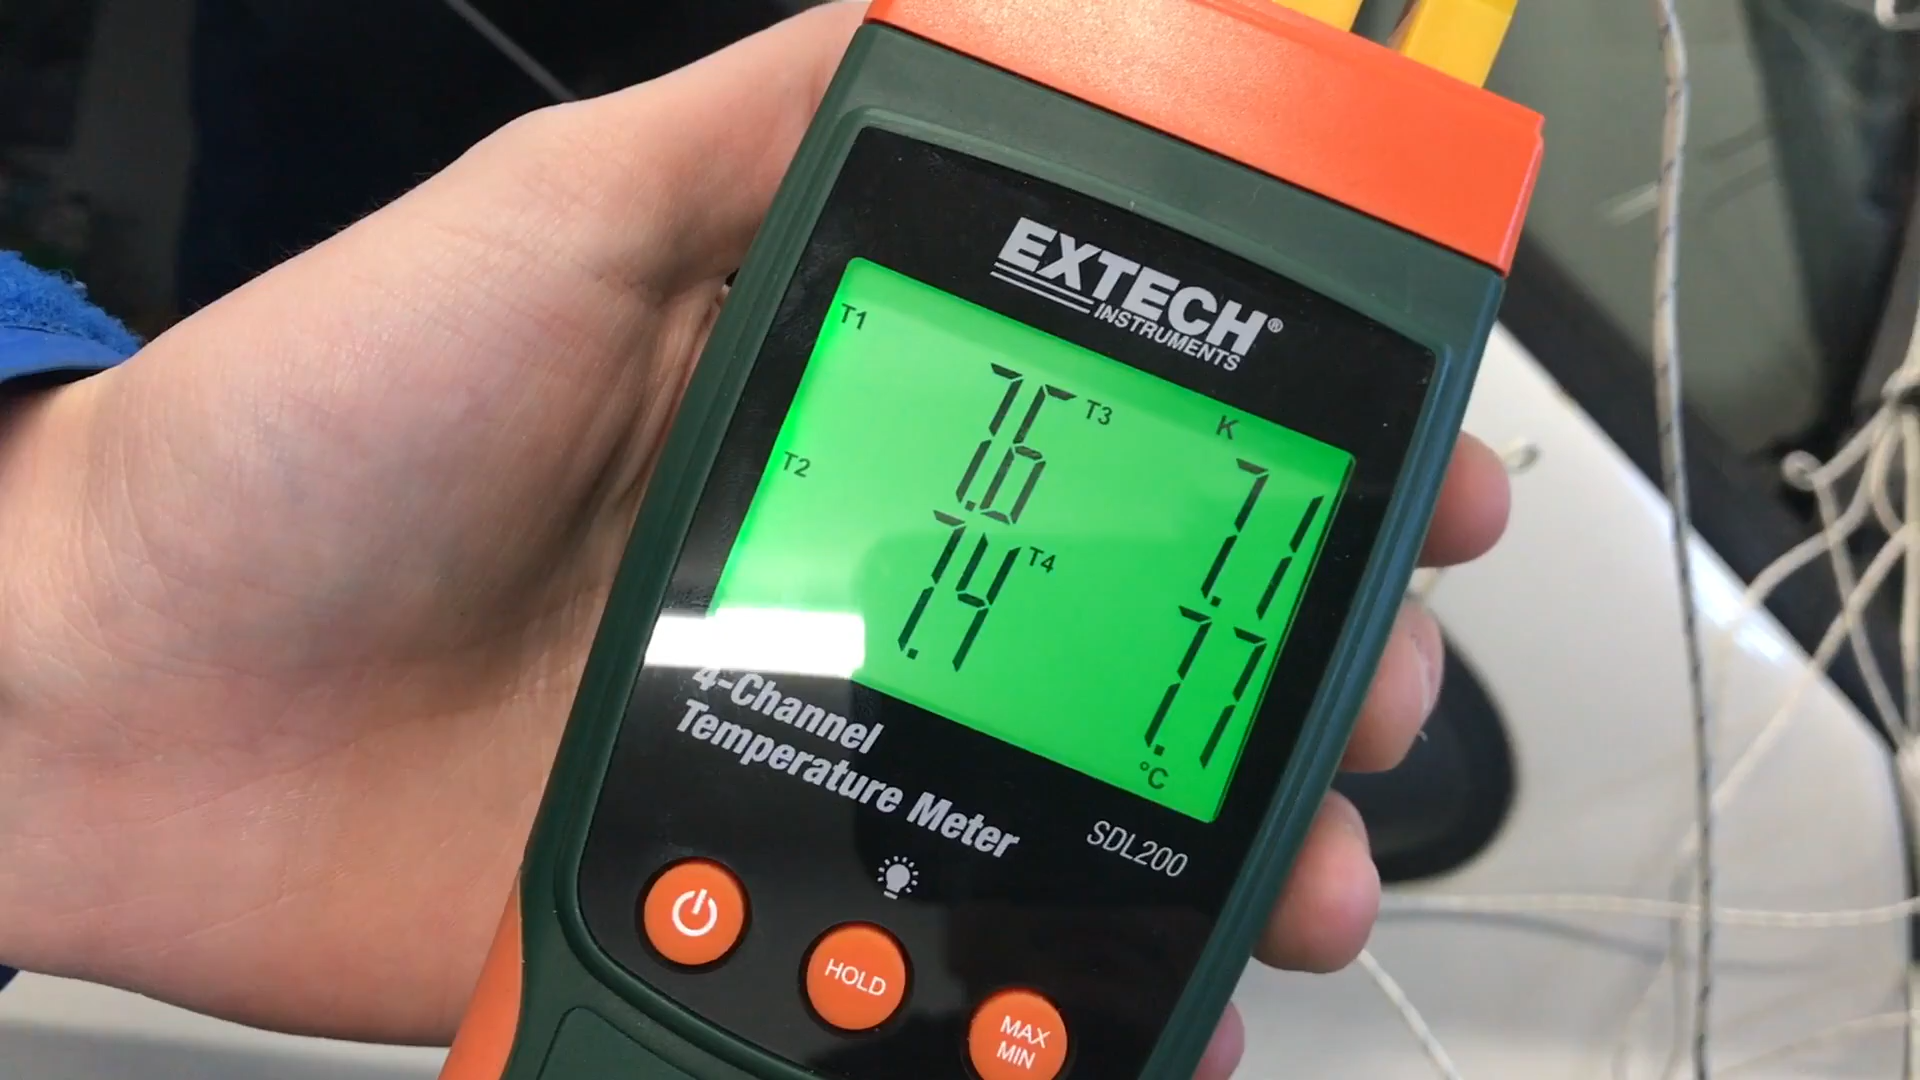 EXTECH®
INSTRUMENTS
T1 7.6 T3 K 7.1
T2 7.4 T4 7.7
°C
4-Channel
Temperature Meter
SDL200
HOLD
MAX
MIN